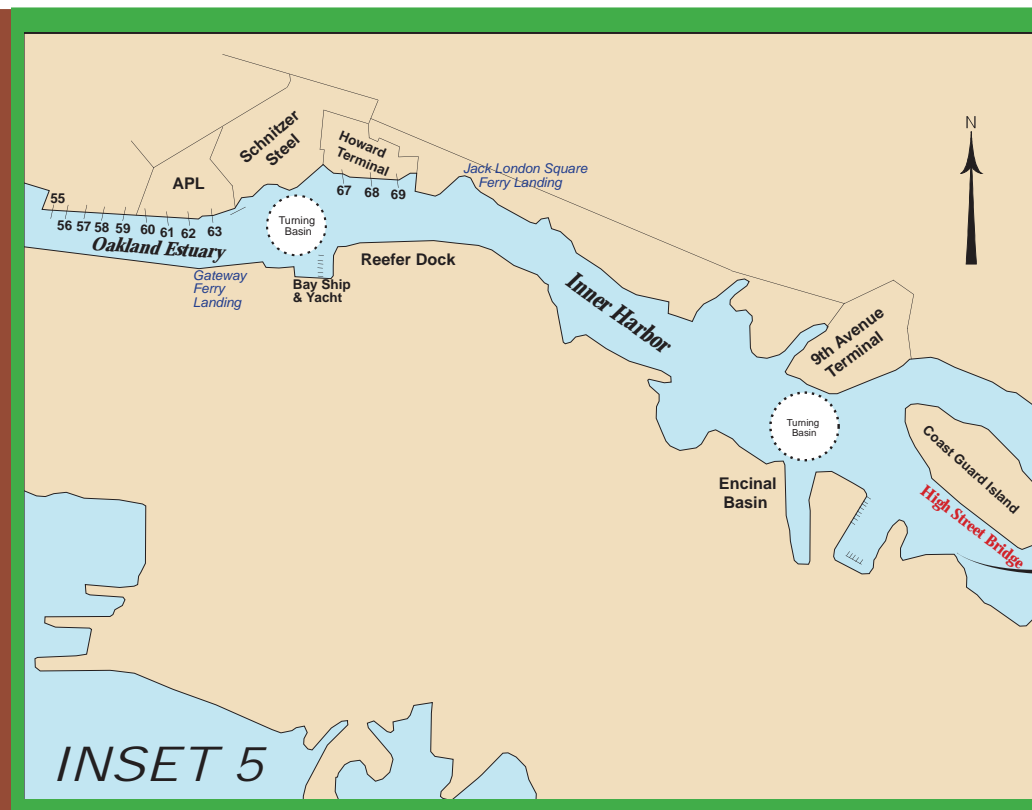 N
Schnitzer
Steel
Howard
Terminal
Jack London Square
Ferry Landing
APL
67 68 69
55
56 57 58 59 60 61 62 63
Turning
Basin
Oakland Estuary
Reefer Dock
Gateway
Ferry
Landing
Bay Ship
& Yacht
Inner Harbor
9th Avenue
Terminal
Turning
Basin
Coast Guard Island
Encinal
Basin
High Street Bridge
INSET 5